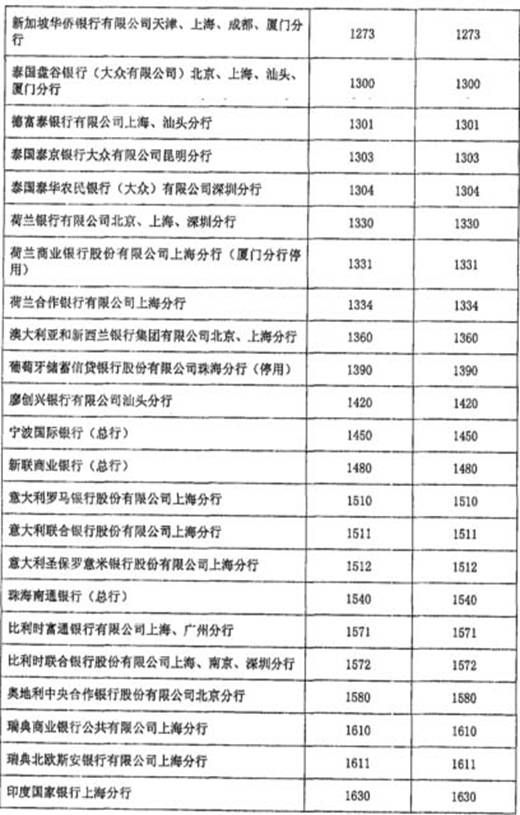 新加坡华侨银行有限公司天津、上海、成都、厦门分
行 1273 1273
泰国盘谷银行（大众有限公司）北京、上海、汕头、
厦门分行 1300 1300
德富泰银行有限公司上海、汕头分行 1301 1301
泰国泰京银行大众有限公司昆明分行 1303 1303
泰国泰华农民银行（大众）有限公司深圳分行 1304 1304
荷兰银行有限公司北京、上海、深圳分行 1330 1330
荷兰商业银行股份有限公司上海分行（厦门分行停
用） 1331 1331
荷兰合作银行有限公司上海分行 1334 1334
澳大利亚和新西兰银行集团有限公司北京、上海分行 1360 1360
葡萄牙储蓄信贷银行股份有限公司珠海分行（停用） 1390 1390
廖创兴银行有限公司汕头分行 1420 1420
宁波国际银行（总行） 1450 1450
新联商业银行（总行） 1480 1480
意大利罗马银行股份有限公司上海分行 1510 1510
意大利联合银行股份有限公司上海分行 1511 1511
意大利圣保罗意米银行股份有限公司上海分行 1512 1512
珠海南通银行（总行） 1540 1540
比利时富通银行有限公司上海、广州分行 1571 1571
比利时联合银行股份有限公司上海、南京、深圳分行 1572 1572
奥地利中央合作银行股份有限公司北京分行 1580 1580
瑞典商业银行公共有限公司上海分行 1610 1610
瑞典北欧斯安银行有限公司上海分行 1611 1611
印度国家银行上海分行 1630 1630